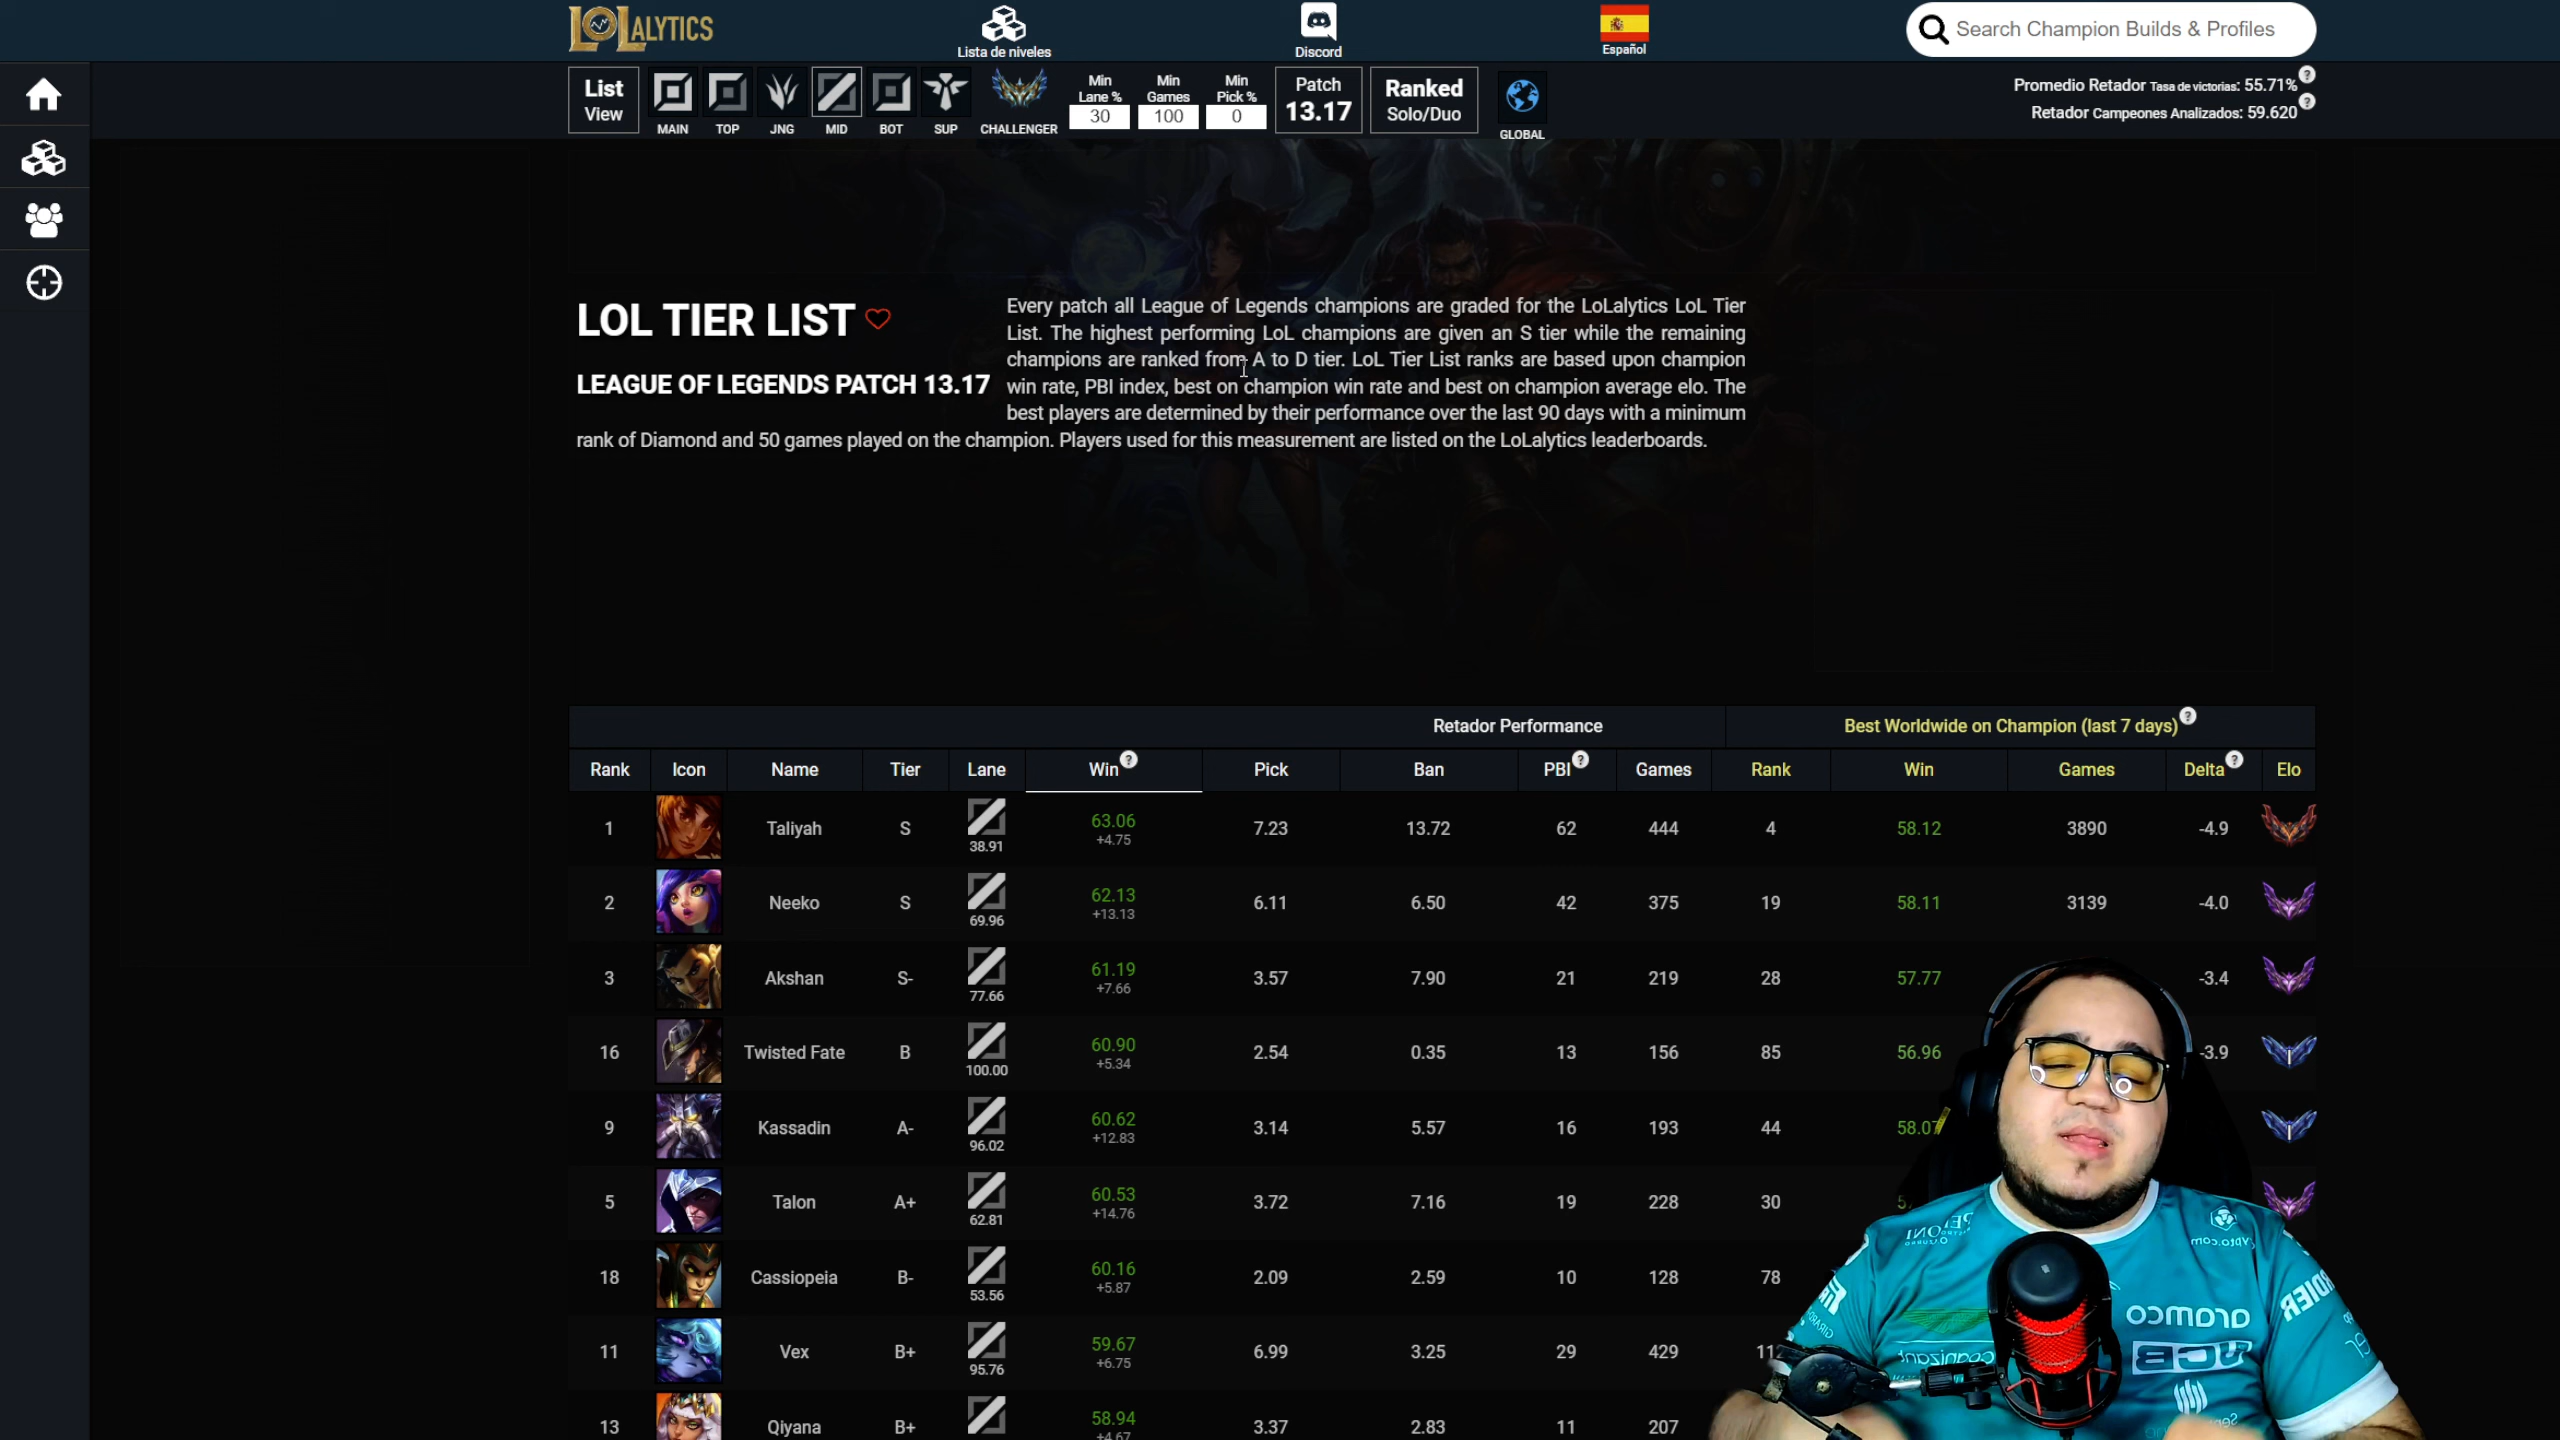 LOLALYTICS
Lista de niveles
Discord
Español
Search Champion Builds & Profiles
List
View
MAIN
TOP
JNG
MID
BOT
SUP
CHALLENGER
Min
Lane %
30
Min
Games
100
Min
Pick %
0
Patch
13.17
Ranked
Solo/Duo
GLOBAL
Promedio Retador Tasa de victorias: 55.71% ?
Retador Campeones Analizados: 59.620 ?
LOL TIER LIST
LEAGUE OF LEGENDS PATCH 13.17
Every patch all League of Legends champions are graded for the LoLalytics LoL Tier
List. The highest performing LoL champions are given an S tier while the remaining
champions are ranked from A to D tier. LoL Tier List ranks are based upon champion
win rate, PBI index, best on champion win rate and best on champion average elo. The
best players are determined by their performance over the last 90 days with a minimum
rank of Diamond and 50 games played on the champion. Players used for this measurement are listed on the LoLalytics leaderboards.
Retador Performance Best Worldwide on Champion (last 7 days) ?
Rank Icon Name Tier Lane Win ? Pick Ban PBI ? Games Rank Win Games Delta ? Elo
1 Taliyah S 38.91 63.06 +4.75 7.23 13.72 62 444 4 58.12 3890 -4.9
2 Neeko S 69.96 62.13 +13.13 6.11 6.50 42 375 19 58.11 3139 -4.0
3 Akshan S- 77.66 61.19 +7.66 3.57 7.90 21 219 28 57.77 -3.4
16 Twisted Fate B 100.00 60.90 +5.34 2.54 0.35 13 156 85 56.96 -3.9
9 Kassadin A- 96.02 60.62 +12.83 3.14 5.57 16 193 44 58.07
5 Talon A+ 62.81 60.53 +14.76 3.72 7.16 19 228 30
18 Cassiopeia B- 53.56 60.16 +5.87 2.09 2.59 10 128 78
11 Vex B+ 95.76 59.67 +6.75 6.99 3.25 29 429
13 Qiyana B+ 58.94 +4.67 3.37 2.83 11 207
aramco
cognizant
UCB